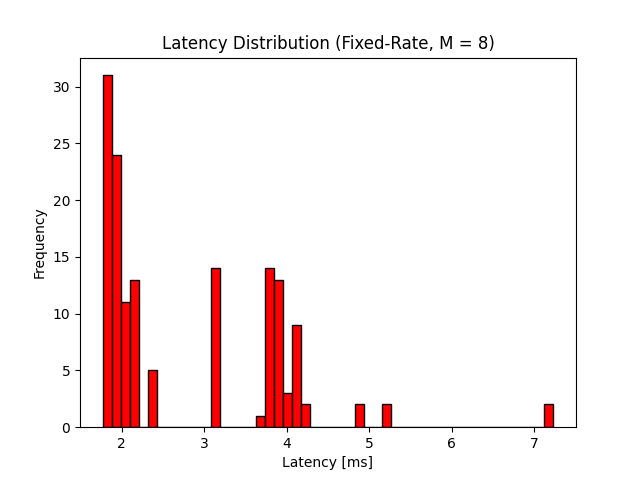 Latency Distribution (Fixed-Rate, M = 8)
30
25
20
15
10
5
0
Frequency
2 3 4 5 6 7
Latency [ms]